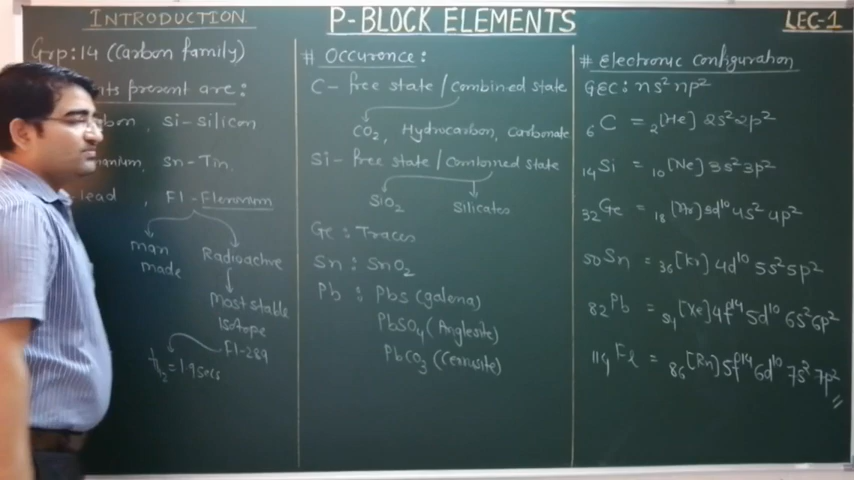 INTRODUCTION
P-BLOCK ELEMENTS
LEC-1
Grp:14 (Carbon family)
nts present are:
bon, Si-silicon
manium, Sn-Tin,
lead, Fl-Flerovium
man made
Radioactive
Most stable
Isotope
Fl-289
t1/2 = 1.9 secs
# Occurence:
C- free state/combined state
CO₂, Hydrocarbon, carbonate
Si- free state/combined state
SiO₂
Silicates
Ge : Traces
Sn : SnO₂
Pb : PbS (galena)
PbSO₄ (Anglesite)
PbCO₃ (Cerrusite)
# Electronic configuration
GEC: ns² np²
₆C = ₂[He] 2s² 2p²
₁₄Si = ₁₀[Ne] 3s² 3p²
₃₂Ge = ₁₈[Ar] 3d¹⁰ 4s² 4p²
₅₀Sn = ₃₆[Kr] 4d¹⁰ 5s² 5p²
₈₂Pb = ₅₄[Xe] 4f¹⁴ 5d¹⁰ 6s² 6p²
₁₁₄Fl = ₈₆[Rn] 5f¹⁴ 6d¹⁰ 7s² 7p²